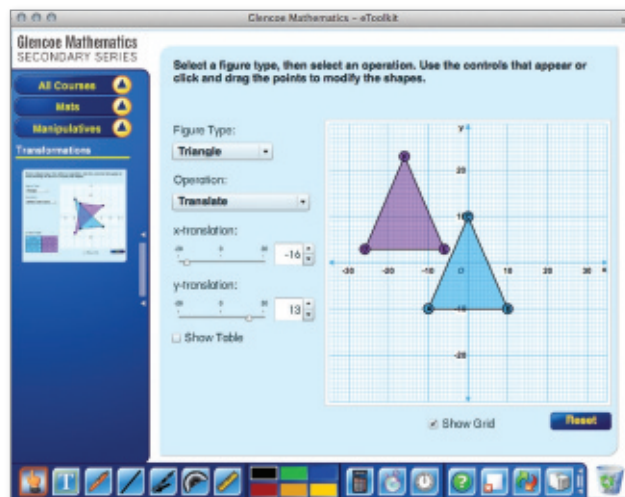 Glencoe Mathematics – eToolkit
Glencoe Mathematics
SECONDARY SERIES
All Courses
Mats
Manipulatives
Transformations
Select a figure type, then select an operation. Use the controls that appear or
click and drag the points to modify the shapes.
Figure Type:
Triangle
Operation:
Translate
x-translation:
0
-16
y-translation:
0
13
Show Table
y
20
10
-30
-20
-10
O
10
20
30
x
-10
-20
Show Grid
Reset
T
?